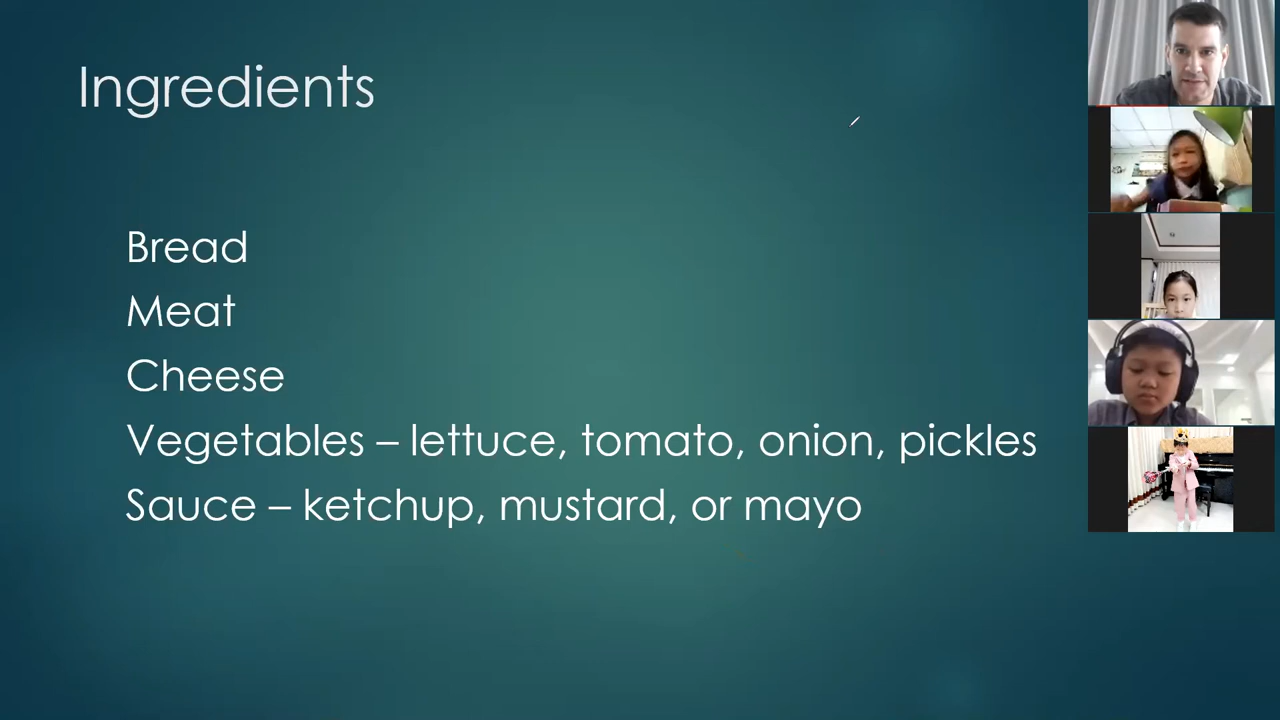 Ingredients
Bread
Meat
Cheese
Vegetables – lettuce, tomato, onion, pickles
Sauce – ketchup, mustard, or mayo